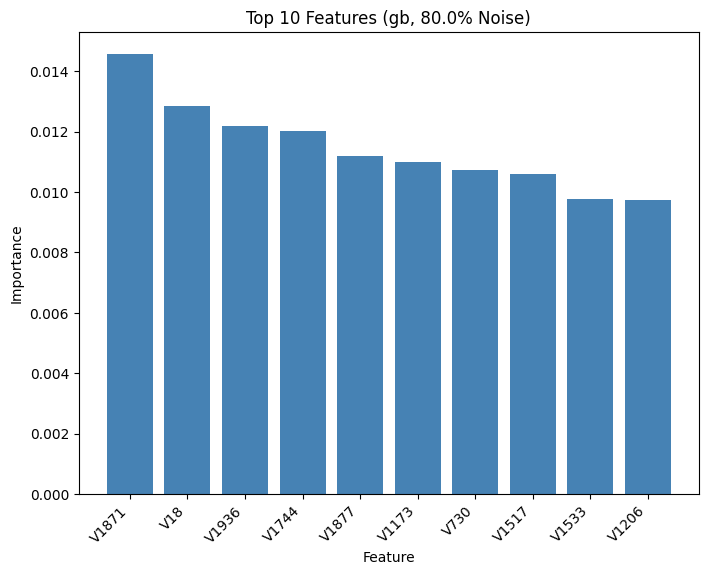 Top 10 Features (gb, 80.0% Noise)
Importance
0.014
0.012
0.010
0.008
0.006
0.004
0.002
0.000
V1871
V18
V1936
V1744
V1877
V1173
V730
V1517
V1533
V1206
Feature